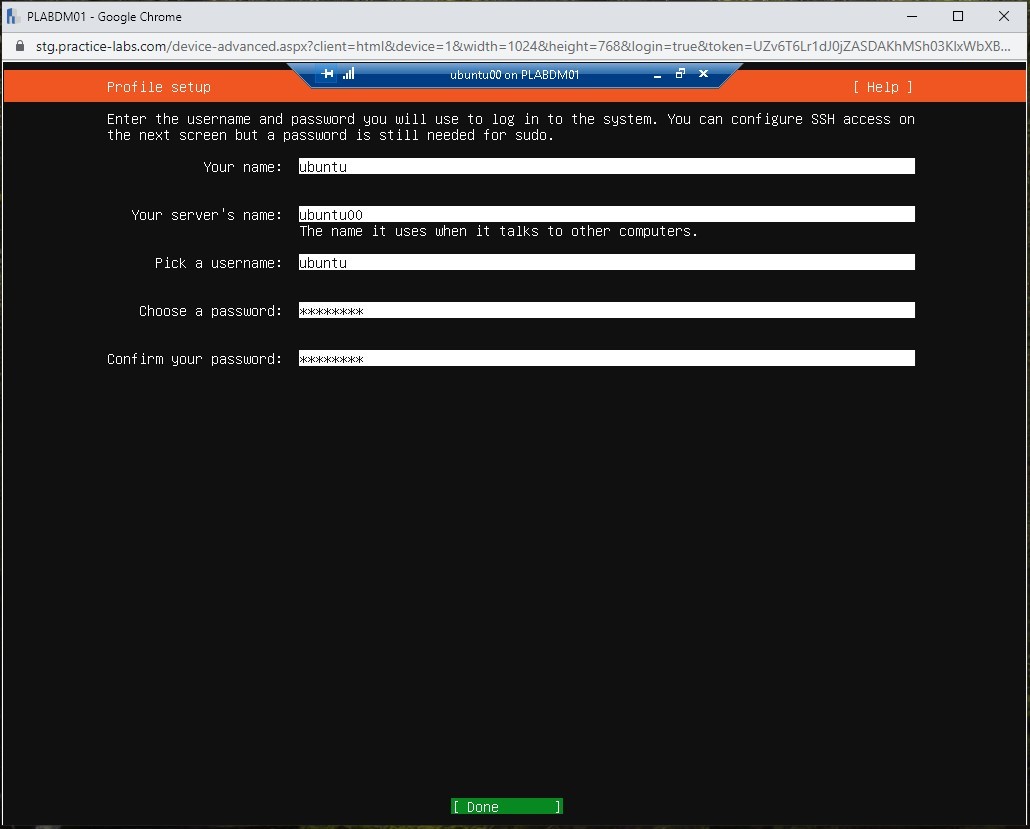 PLABDM01 - Google Chrome
stg.practice-labs.com/device-advanced.aspx?client=html&device=1&width=1024&height=768&login=true&token=UZv6T6Lr1dJ0jZASDAKhMSh03KlxWbXB...
ubuntu00 on PLABDM01
Profile setup [ Help ]
Enter the username and password you will use to log in to the system. You can configure SSH access on
the next screen but a password is still needed for sudo.
Your name: ubuntu
Your server's name: ubuntu00
The name it uses when it talks to other computers.
Pick a username: ubuntu
Choose a password: ********
Confirm your password: ********
[ Done ]